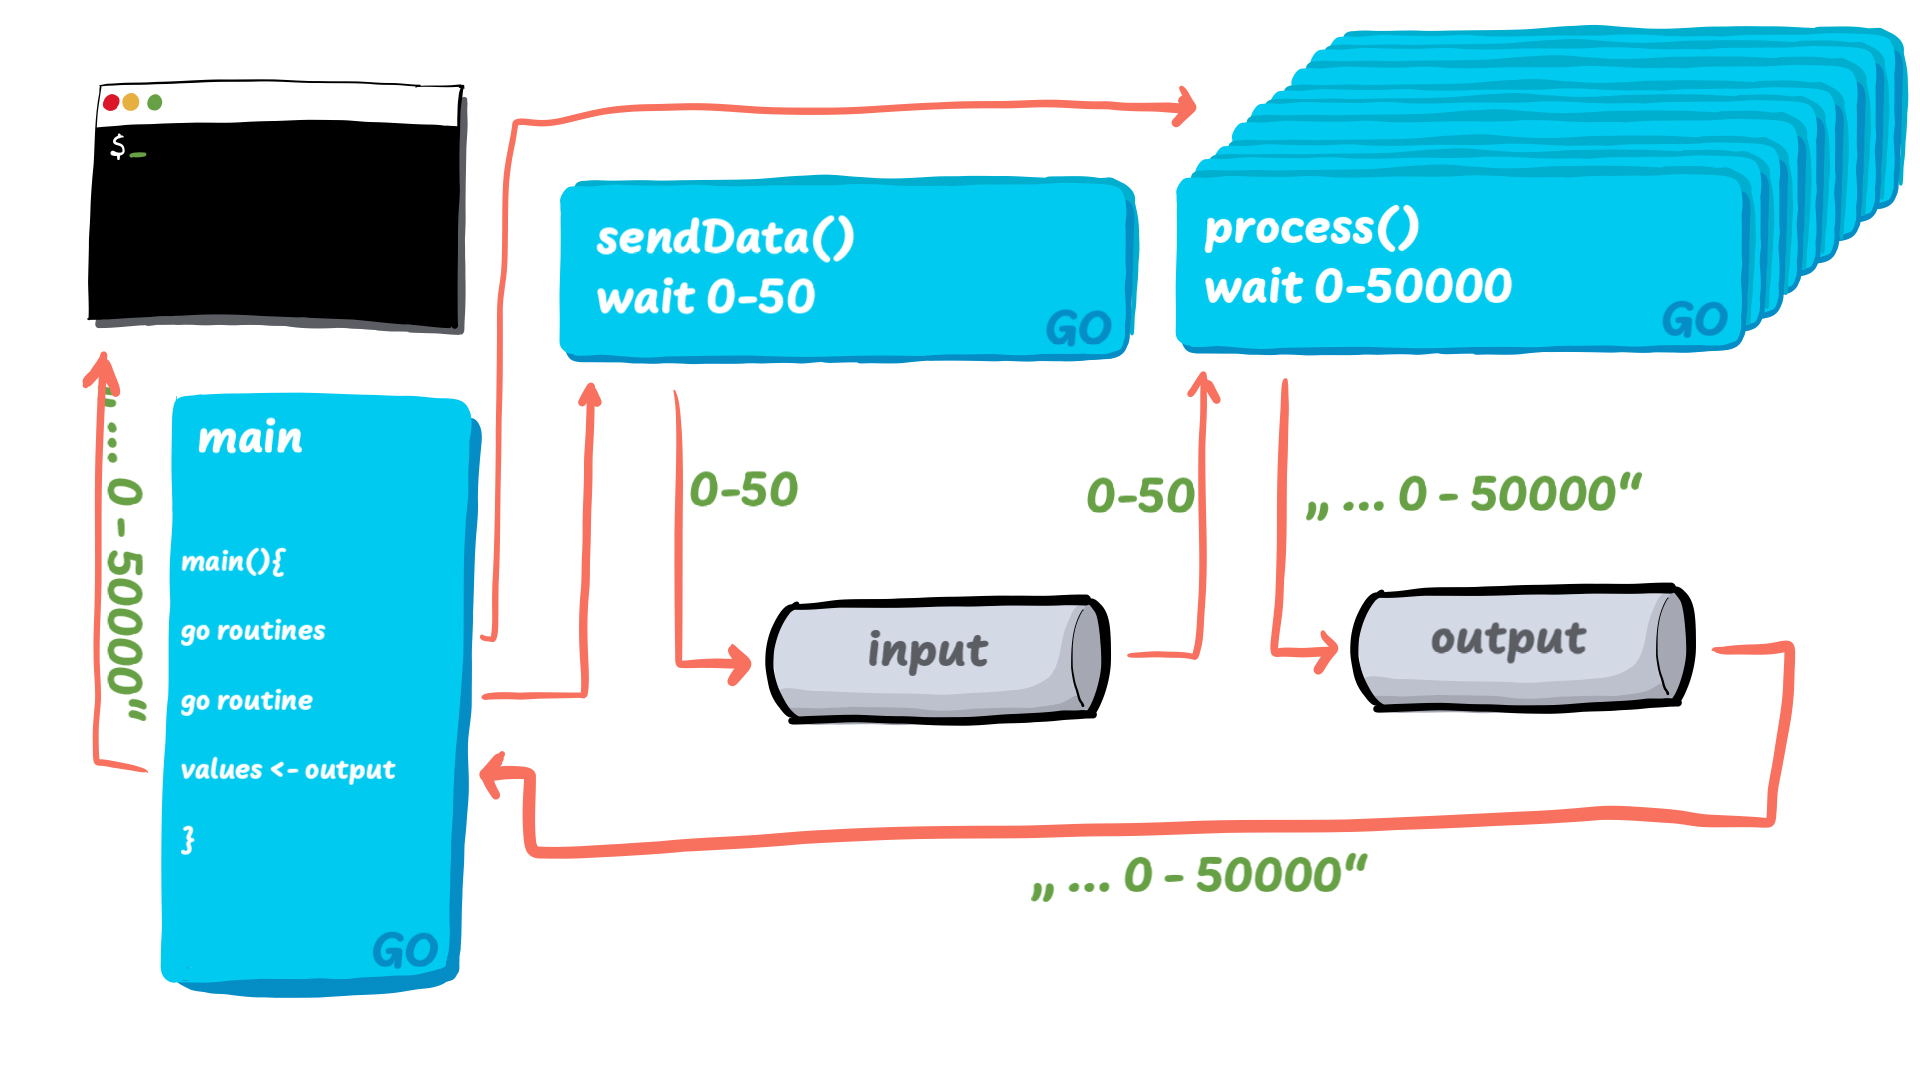 $_
sendData()
wait 0-50
GO
process()
wait 0-50000
GO
main
main(){
go routines
go routine
values <- output
}
GO
„ ... 0 - 50000“
0-50
0-50
„ ... 0 - 50000“
input
output
„ ... 0 - 50000“